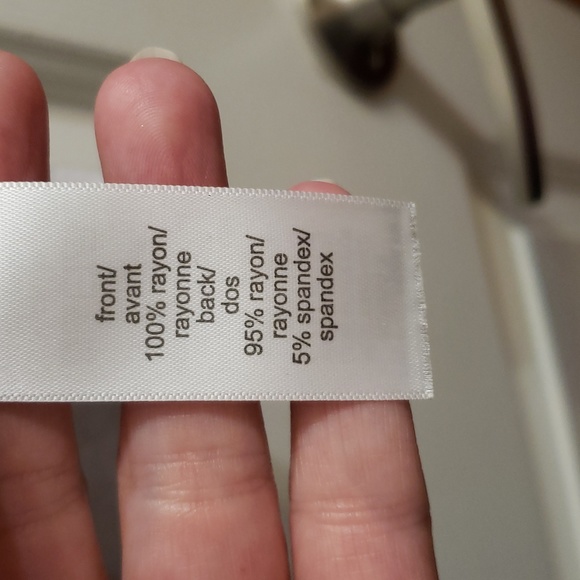 front/
avant
100% rayon/
rayonne
back/
dos
95% rayon/
rayonne
5% spandex/
spandex